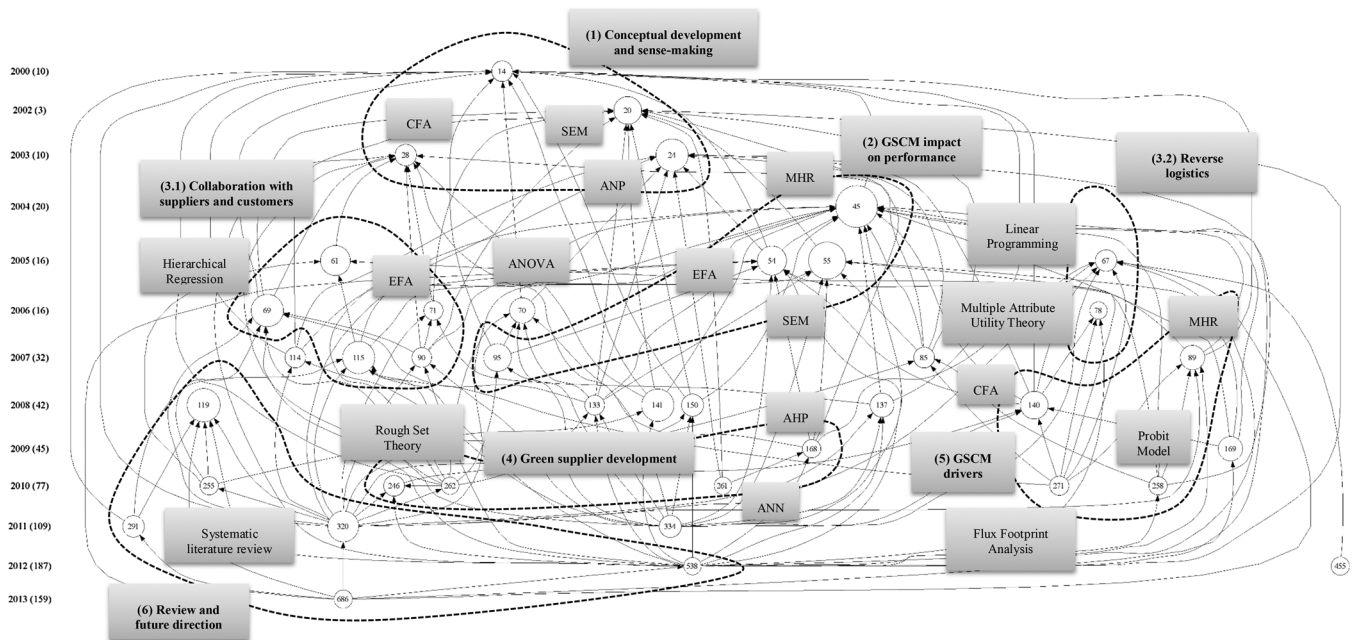 (1) Conceptual development
and sense-making
2000 (10)
14
2002 (3)
20
CFA
SEM
2003 (10)
28
24
(2) GSCM impact
on performance
(3.2) Reverse
logistics
(3.1) Collaboration with
suppliers and customers
ANP
MHR
2004 (20)
45
Linear
Programming
2005 (16)
Hierarchical
Regression
61
EFA
ANOVA
EFA
54
55
67
2006 (16)
69
71
70
SEM
Multiple Attribute
Utility Theory
78
MHR
2007 (32)
114
115
90
95
85
89
2008 (42)
119
133
141
150
AHP
137
CFA
140
2009 (45)
Rough Set
Theory
(4) Green supplier development
168
(5) GSCM
drivers
Probit
Model
169
2010 (77)
255
246
262
261
271
258
2011 (109)
291
320
334
ANN
Systematic
literature review
Flux Footprint
Analysis
2012 (187)
538
455
2013 (159)
686
(6) Review and
future direction